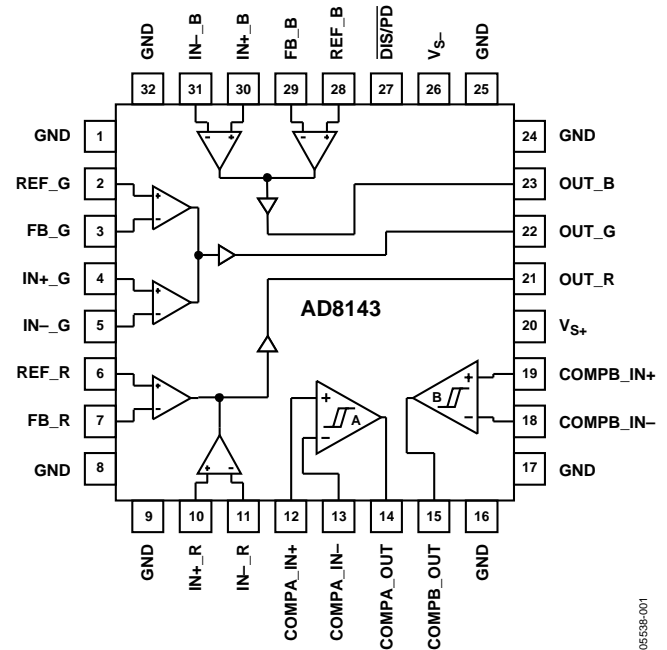 GND
IN–_B
IN+_B
FB_B
REF_B
DIS/PD
VS–
GND
32
31
30
29
28
27
26
25
GND 1
REF_G 2
FB_G 3
IN+_G 4
IN–_G 5
REF_R 6
FB_R 7
GND 8
- +
- +
+ -
+ -
+ -
+ -
AD8143
+ - A
B + -
24 GND
23 OUT_B
22 OUT_G
21 OUT_R
20 VS+
19 COMPB_IN+
18 COMPB_IN–
17 GND
9
10
11
12
13
14
15
16
GND
IN+_R
IN–_R
COMPA_IN+
COMPA_IN–
COMPA_OUT
COMPB_OUT
GND
05538-001